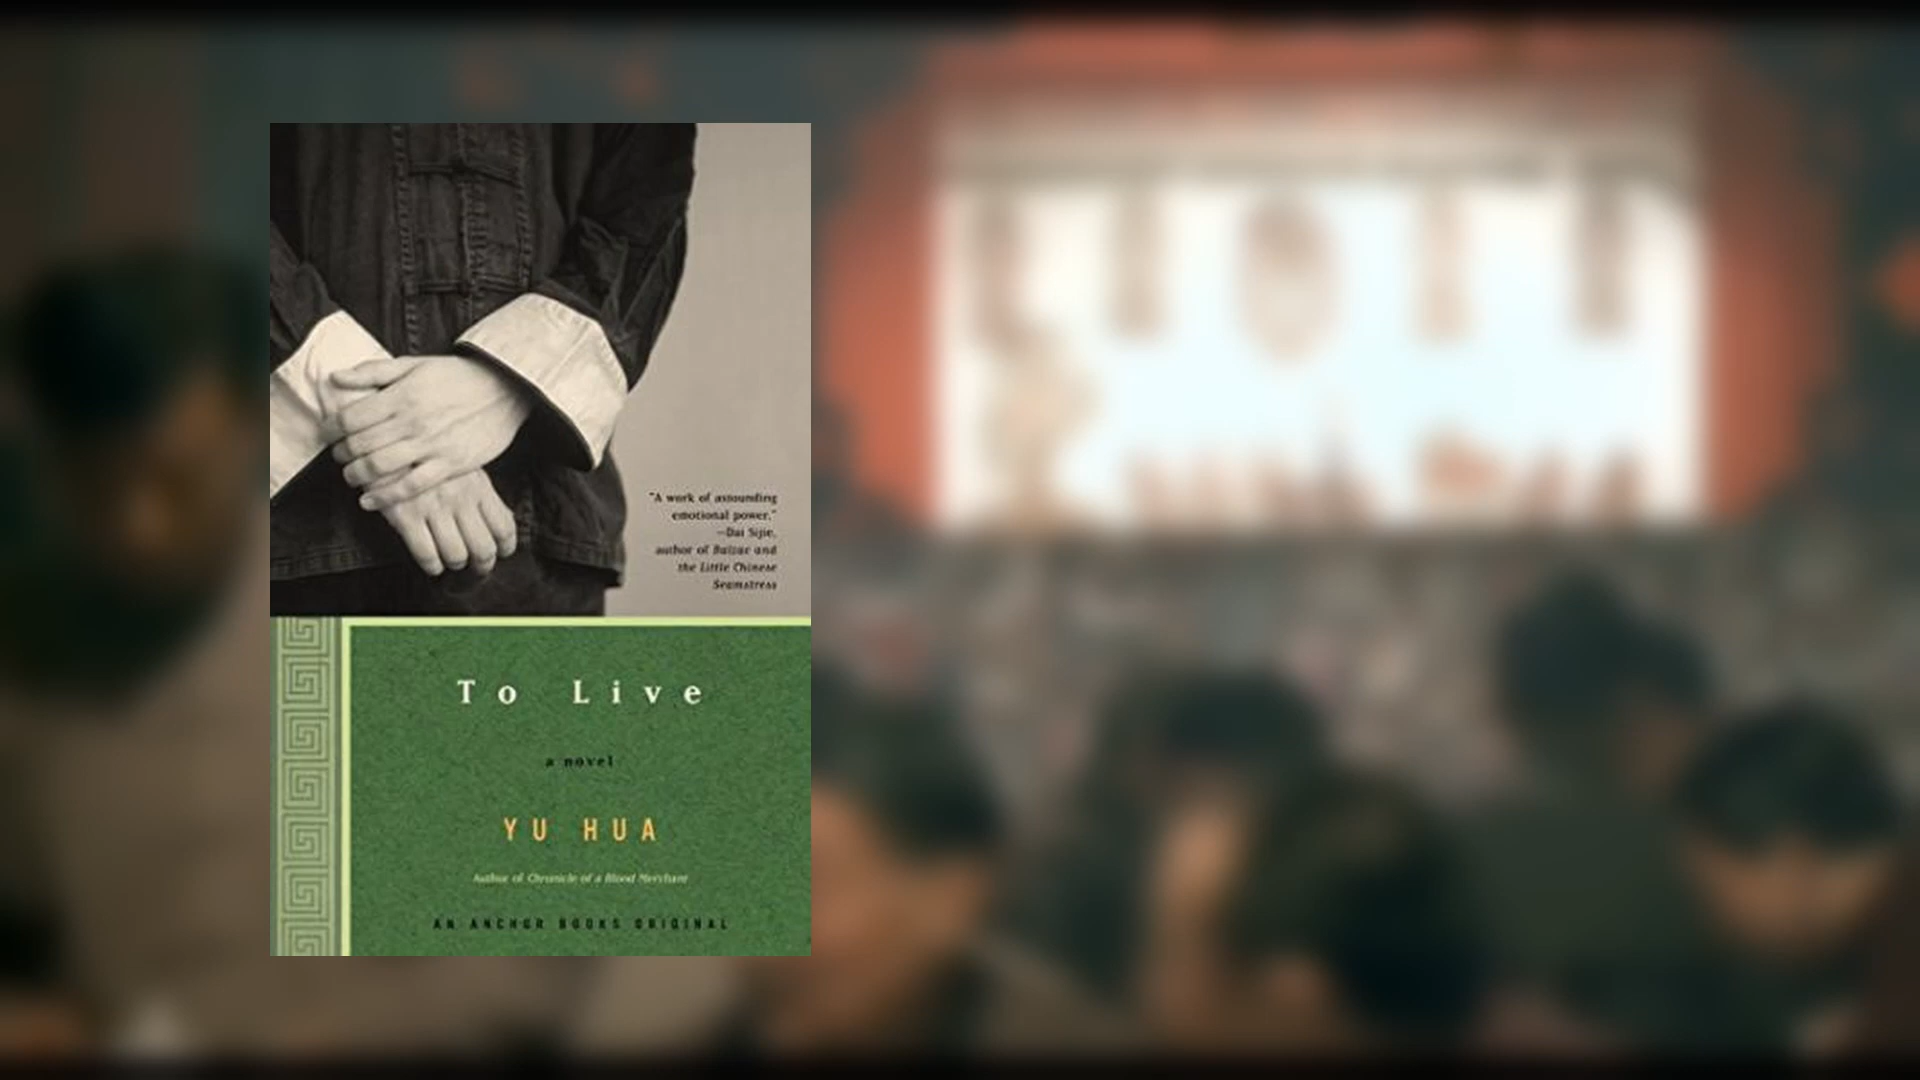 "A work of astounding
emotional power."
—Dai Sijie,
author of Balzac and
the Little Chinese
Seamstress
To Live
a novel
YU HUA
Author of Chronicle of a Blood Merchant
AN ANCHOR BOOKS ORIGINAL